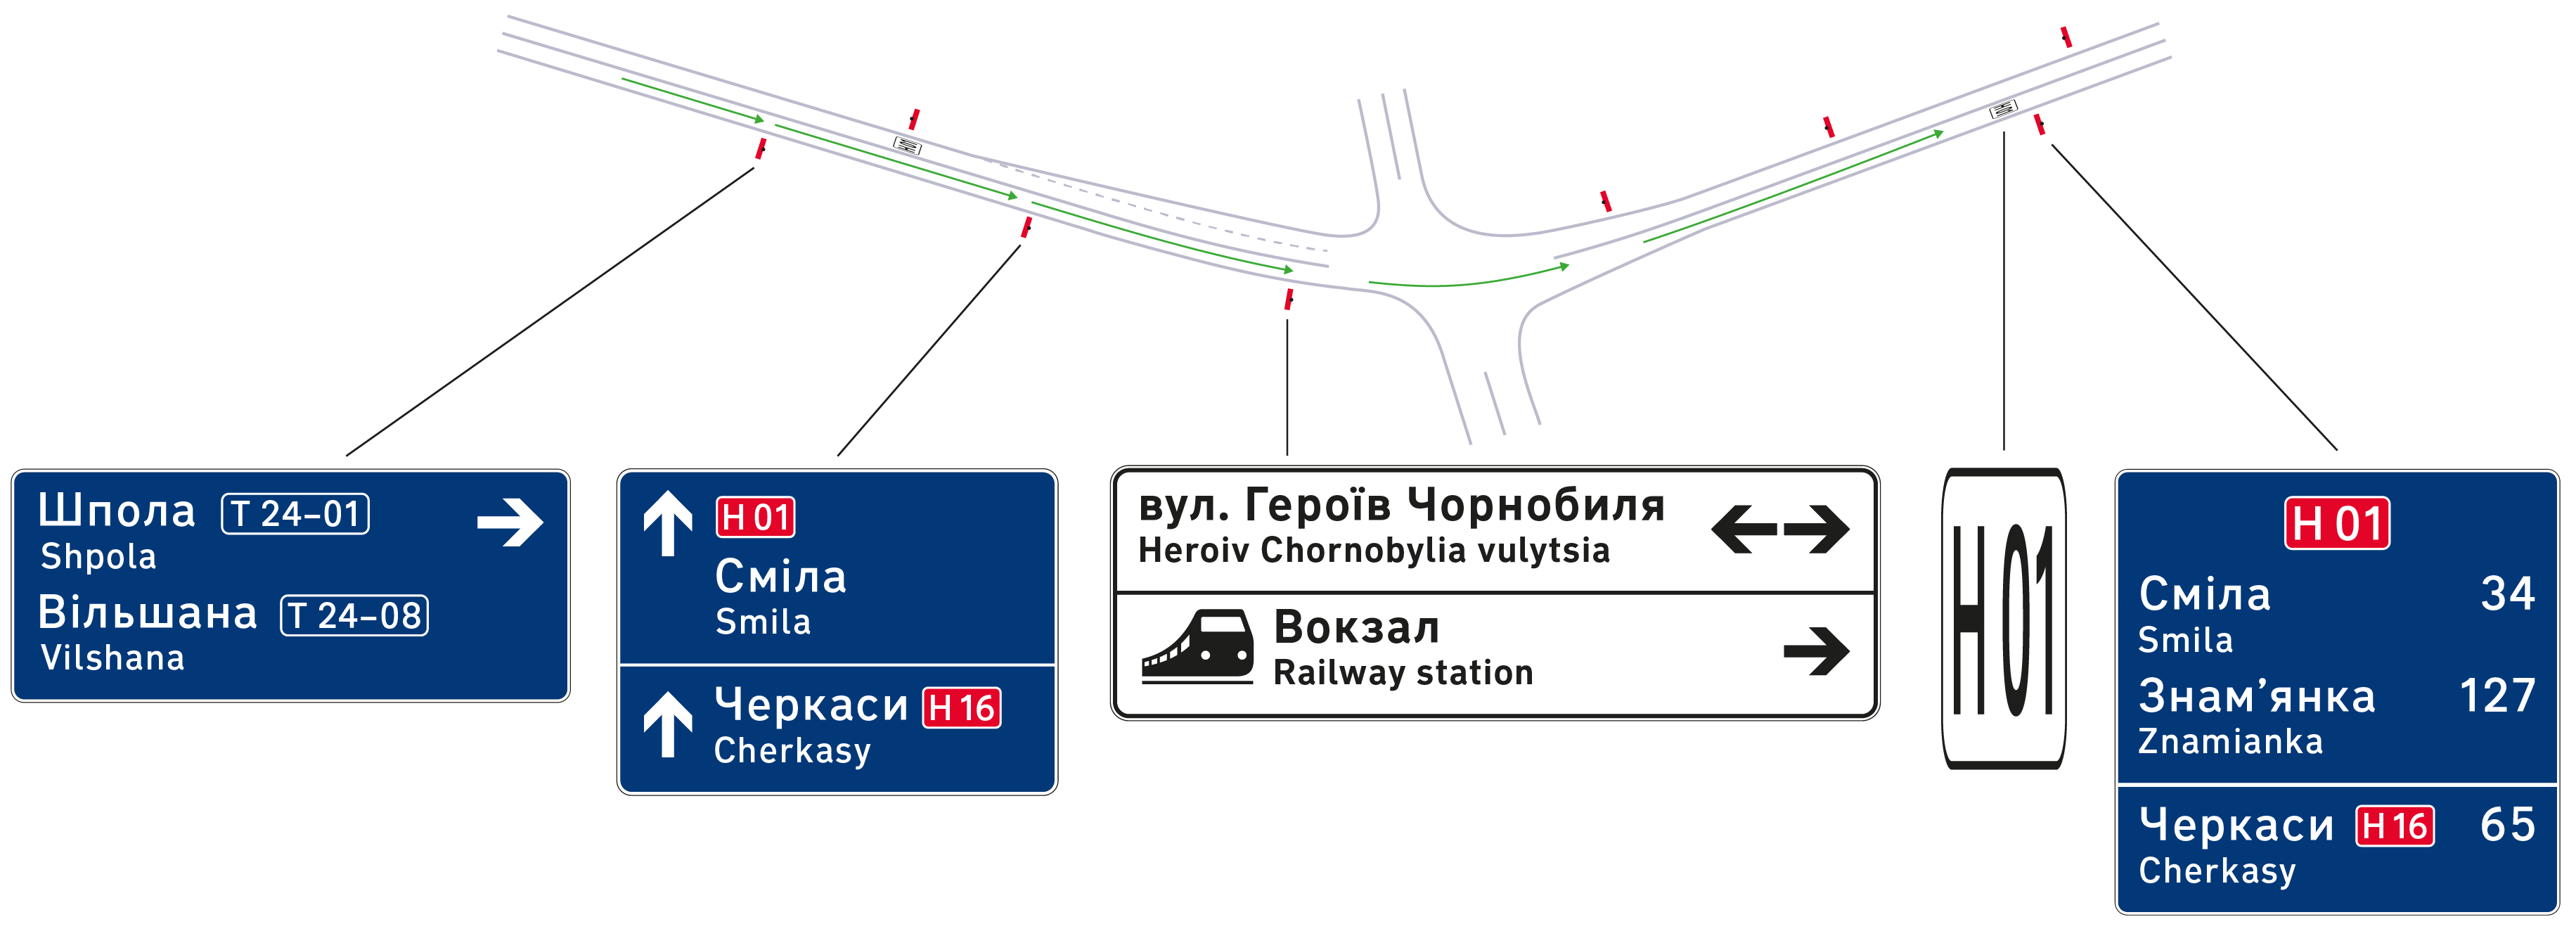 Шпола Т 24–01
Shpola
Вільшана Т 24–08
Vilshana
Н 01
Сміла
Smila
Черкаси Н 16
Cherkasy
вул. Героїв Чорнобиля
Heroiv Chornobylia vulytsia
Вокзал
Railway station
Н 01
Н 01
Сміла 34
Smila
Знам’янка 127
Znamianka
Черкаси Н 16 65
Cherkasy